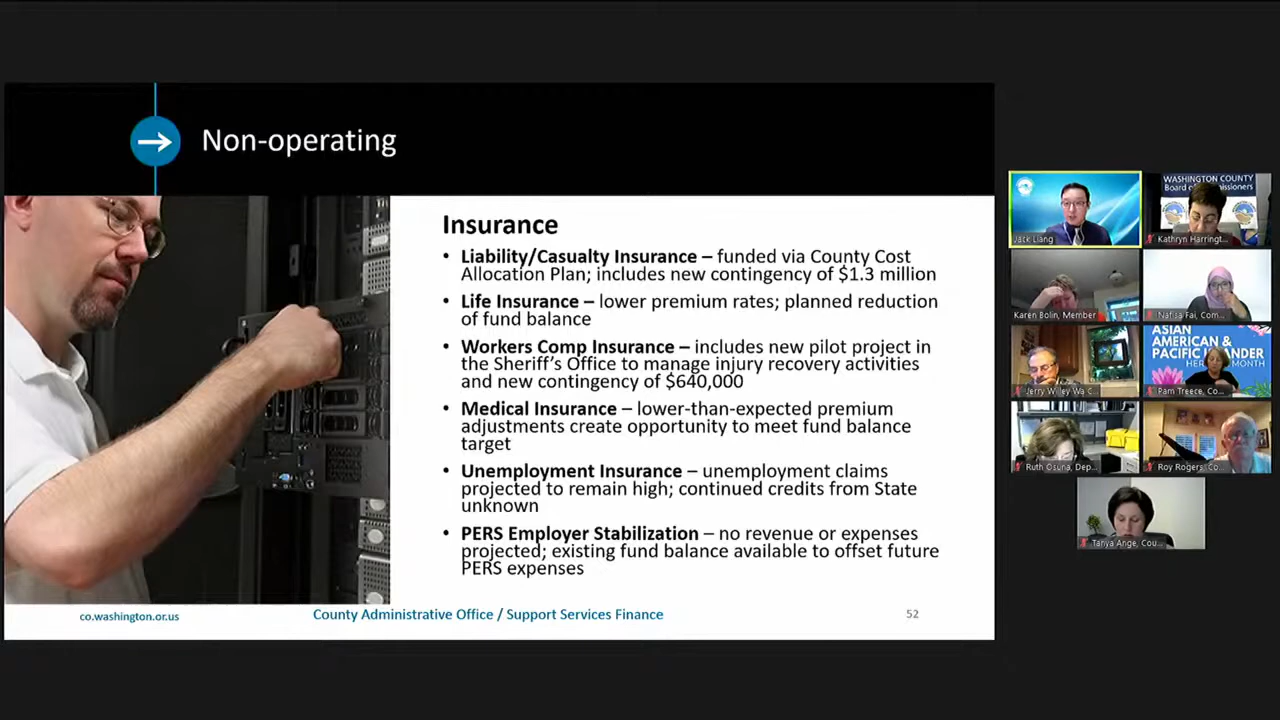 Non-operating
Insurance
• Liability/Casualty Insurance – funded via County Cost
Allocation Plan; includes new contingency of $1.3 million
• Life Insurance – lower premium rates; planned reduction
of fund balance
• Workers Comp Insurance – includes new pilot project in
the Sheriff's Office to manage injury recovery activities
and new contingency of $640,000
• Medical Insurance – lower-than-expected premium
adjustments create opportunity to meet fund balance
target
• Unemployment Insurance – unemployment claims
projected to remain high; continued credits from State
unknown
• PERS Employer Stabilization – no revenue or expenses
projected; existing fund balance available to offset future
PERS expenses
co.washington.or.us
County Administrative Office / Support Services Finance
52
Jack Liang
WASHINGTON COUNTY
Kathryn Harringt...
Karen Bolin, Member
Nafisa Fai, Com...
Jerry Willey Wa C...
ASIAN
AMERICAN &
PACIFIC
Pam Treece, Co...
Ruth Osuna, Dep...
Roy Rogers, Co...
Tanya Ange, Cou...